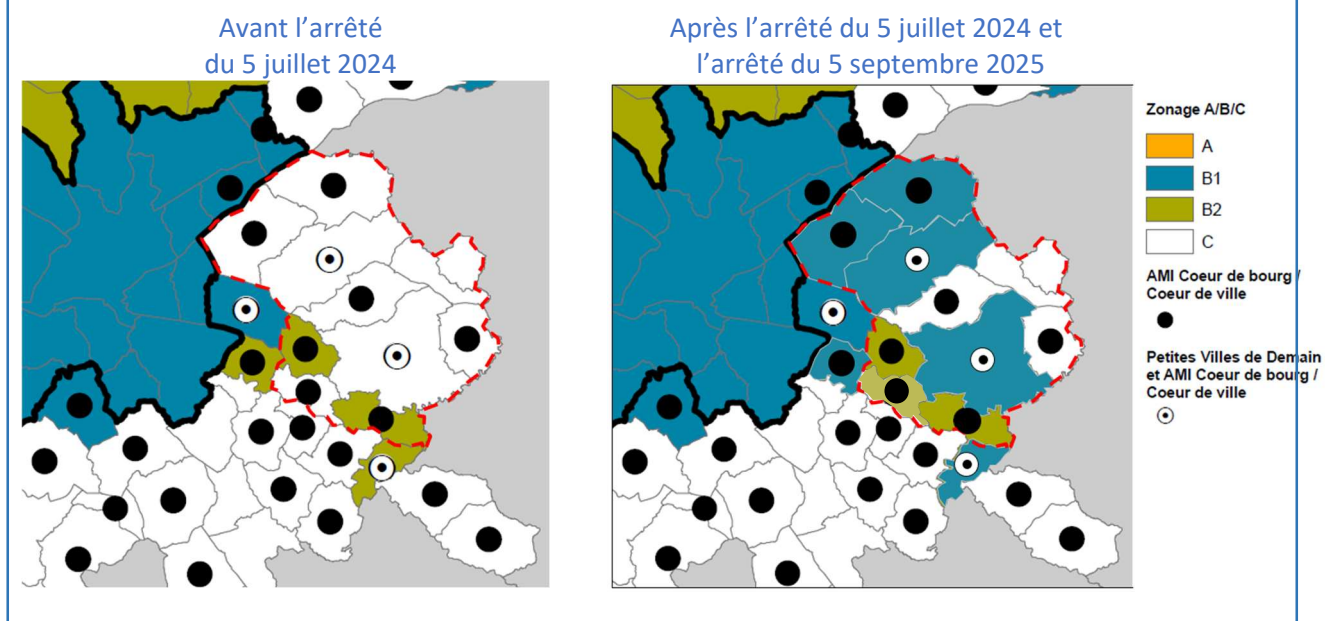 Avant l’arrêté
du 5 juillet 2024
Après l’arrêté du 5 juillet 2024 et
l’arrêté du 5 septembre 2025
Zonage A/B/C
A
B1
B2
C
AMI Coeur de bourg /
Coeur de ville
Petites Villes de Demain
et AMI Coeur de bourg /
Coeur de ville